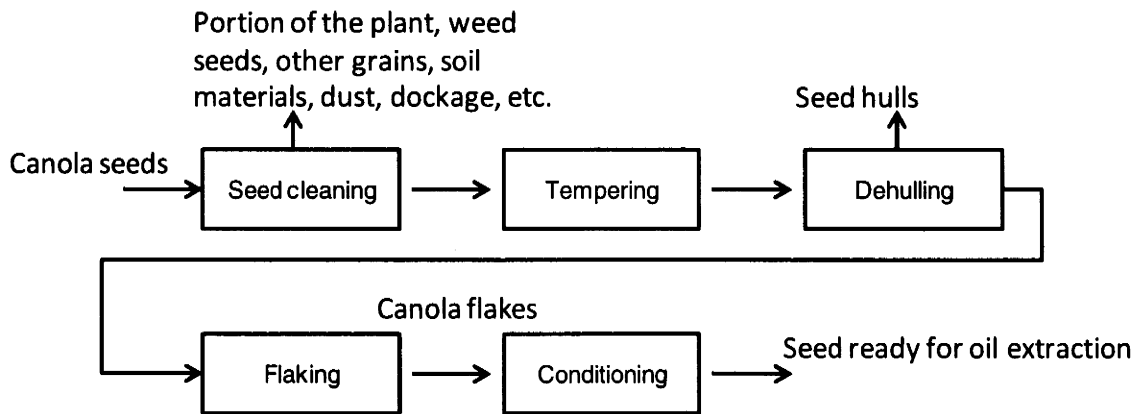 Portion of the plant, weed
seeds, other grains, soil
materials, dust, dockage, etc.
Seed hulls
Canola seeds
Seed cleaning
Tempering
Dehulling
Canola flakes
Flaking
Conditioning
Seed ready for oil extraction